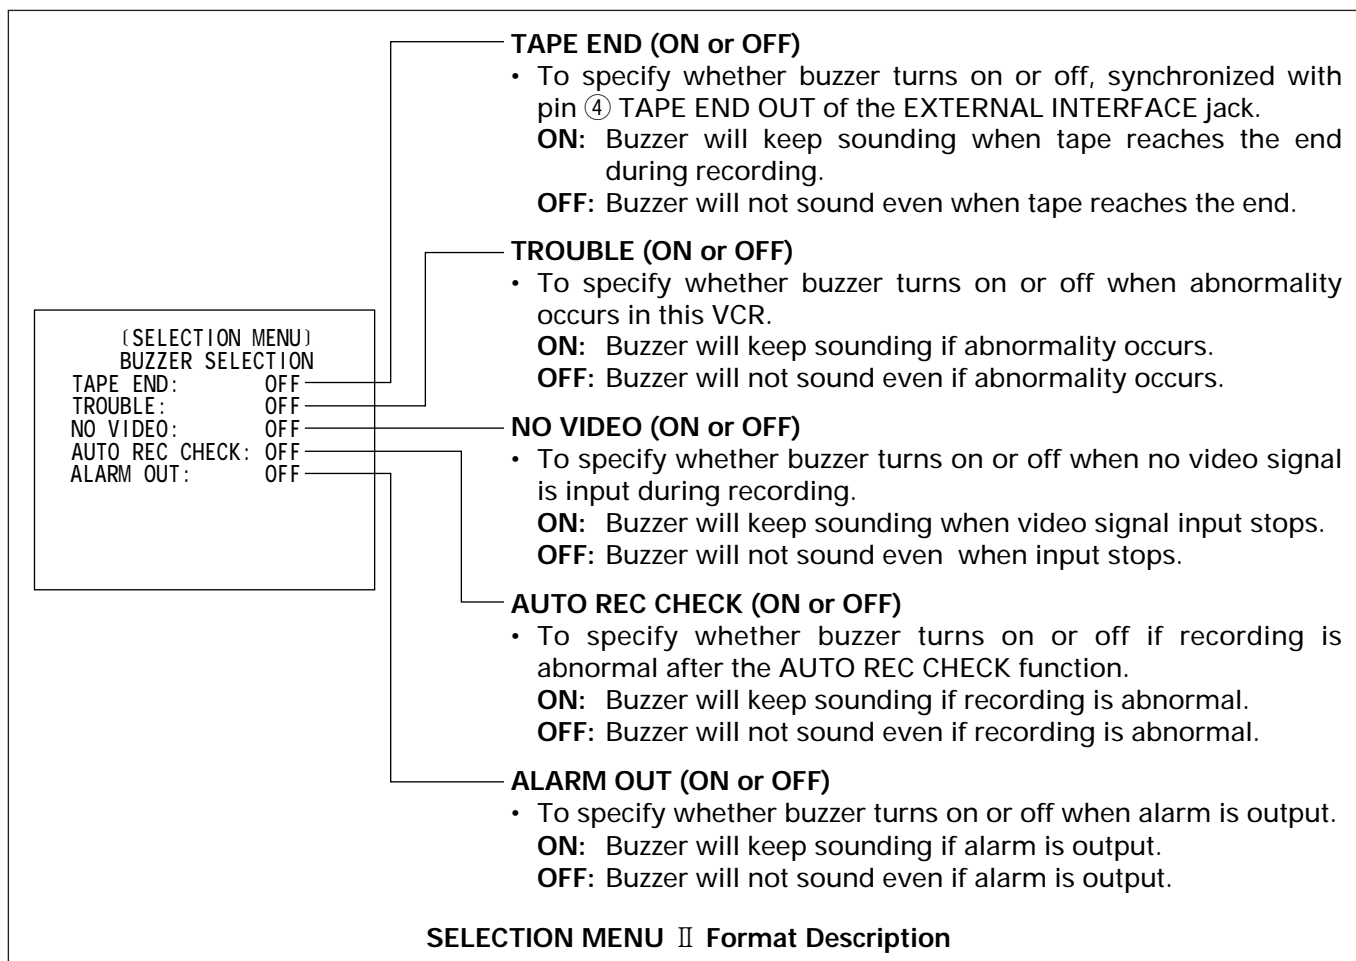 TAPE END (ON or OFF)
• To specify whether buzzer turns on or off, synchronized with
pin ④ TAPE END OUT of the EXTERNAL INTERFACE jack.
ON: Buzzer will keep sounding when tape reaches the end
during recording.
OFF: Buzzer will not sound even when tape reaches the end.
TROUBLE (ON or OFF)
• To specify whether buzzer turns on or off when abnormality
occurs in this VCR.
ON: Buzzer will keep sounding if abnormality occurs.
OFF: Buzzer will not sound even if abnormality occurs.
(SELECTION MENU)
BUZZER SELECTION
TAPE END: OFF
TROUBLE: OFF
NO VIDEO: OFF
AUTO REC CHECK: OFF
ALARM OUT: OFF
NO VIDEO (ON or OFF)
• To specify whether buzzer turns on or off when no video signal
is input during recording.
ON: Buzzer will keep sounding when video signal input stops.
OFF: Buzzer will not sound even when input stops.
AUTO REC CHECK (ON or OFF)
• To specify whether buzzer turns on or off if recording is
abnormal after the AUTO REC CHECK function.
ON: Buzzer will keep sounding if recording is abnormal.
OFF: Buzzer will not sound even if recording is abnormal.
ALARM OUT (ON or OFF)
• To specify whether buzzer turns on or off when alarm is output.
ON: Buzzer will keep sounding if alarm is output.
OFF: Buzzer will not sound even if alarm is output.
SELECTION MENU Ⅱ Format Description